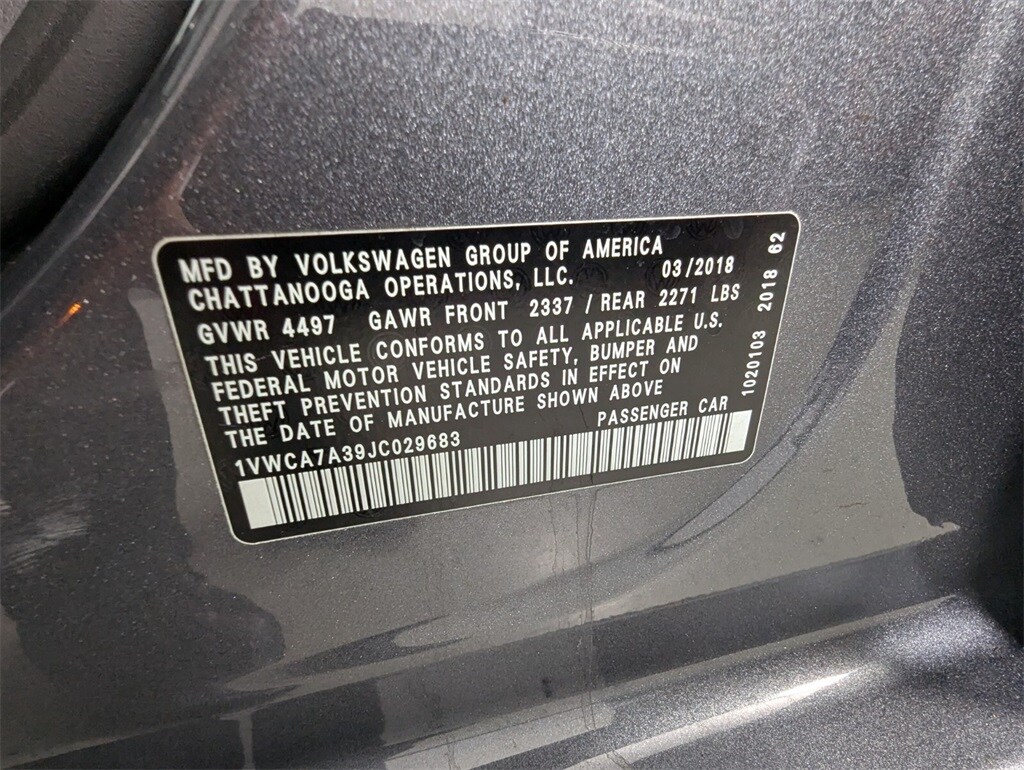 MFD BY VOLKSWAGEN GROUP OF AMERICA
CHATTANOOGA OPERATIONS, LLC. 03/2018
GVWR 4497 GAWR FRONT 2337 / REAR 2271 LBS
THIS VEHICLE CONFORMS TO ALL APPLICABLE U.S.
FEDERAL MOTOR VEHICLE SAFETY, BUMPER AND
THEFT PREVENTION STANDARDS IN EFFECT ON
THE DATE OF MANUFACTURE SHOWN ABOVE
1VWCA7A39JC029683 PASSENGER CAR
1020103 2018 62